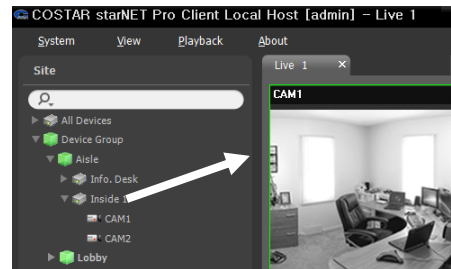 COSTAR starNET Pro Client Local Host [admin] - Live 1
System View Playback About
Site
Live 1 ×
CAM1
All Devices
Device Group
Aisle
Info. Desk
Inside 1
CAM1
CAM2
Lobby